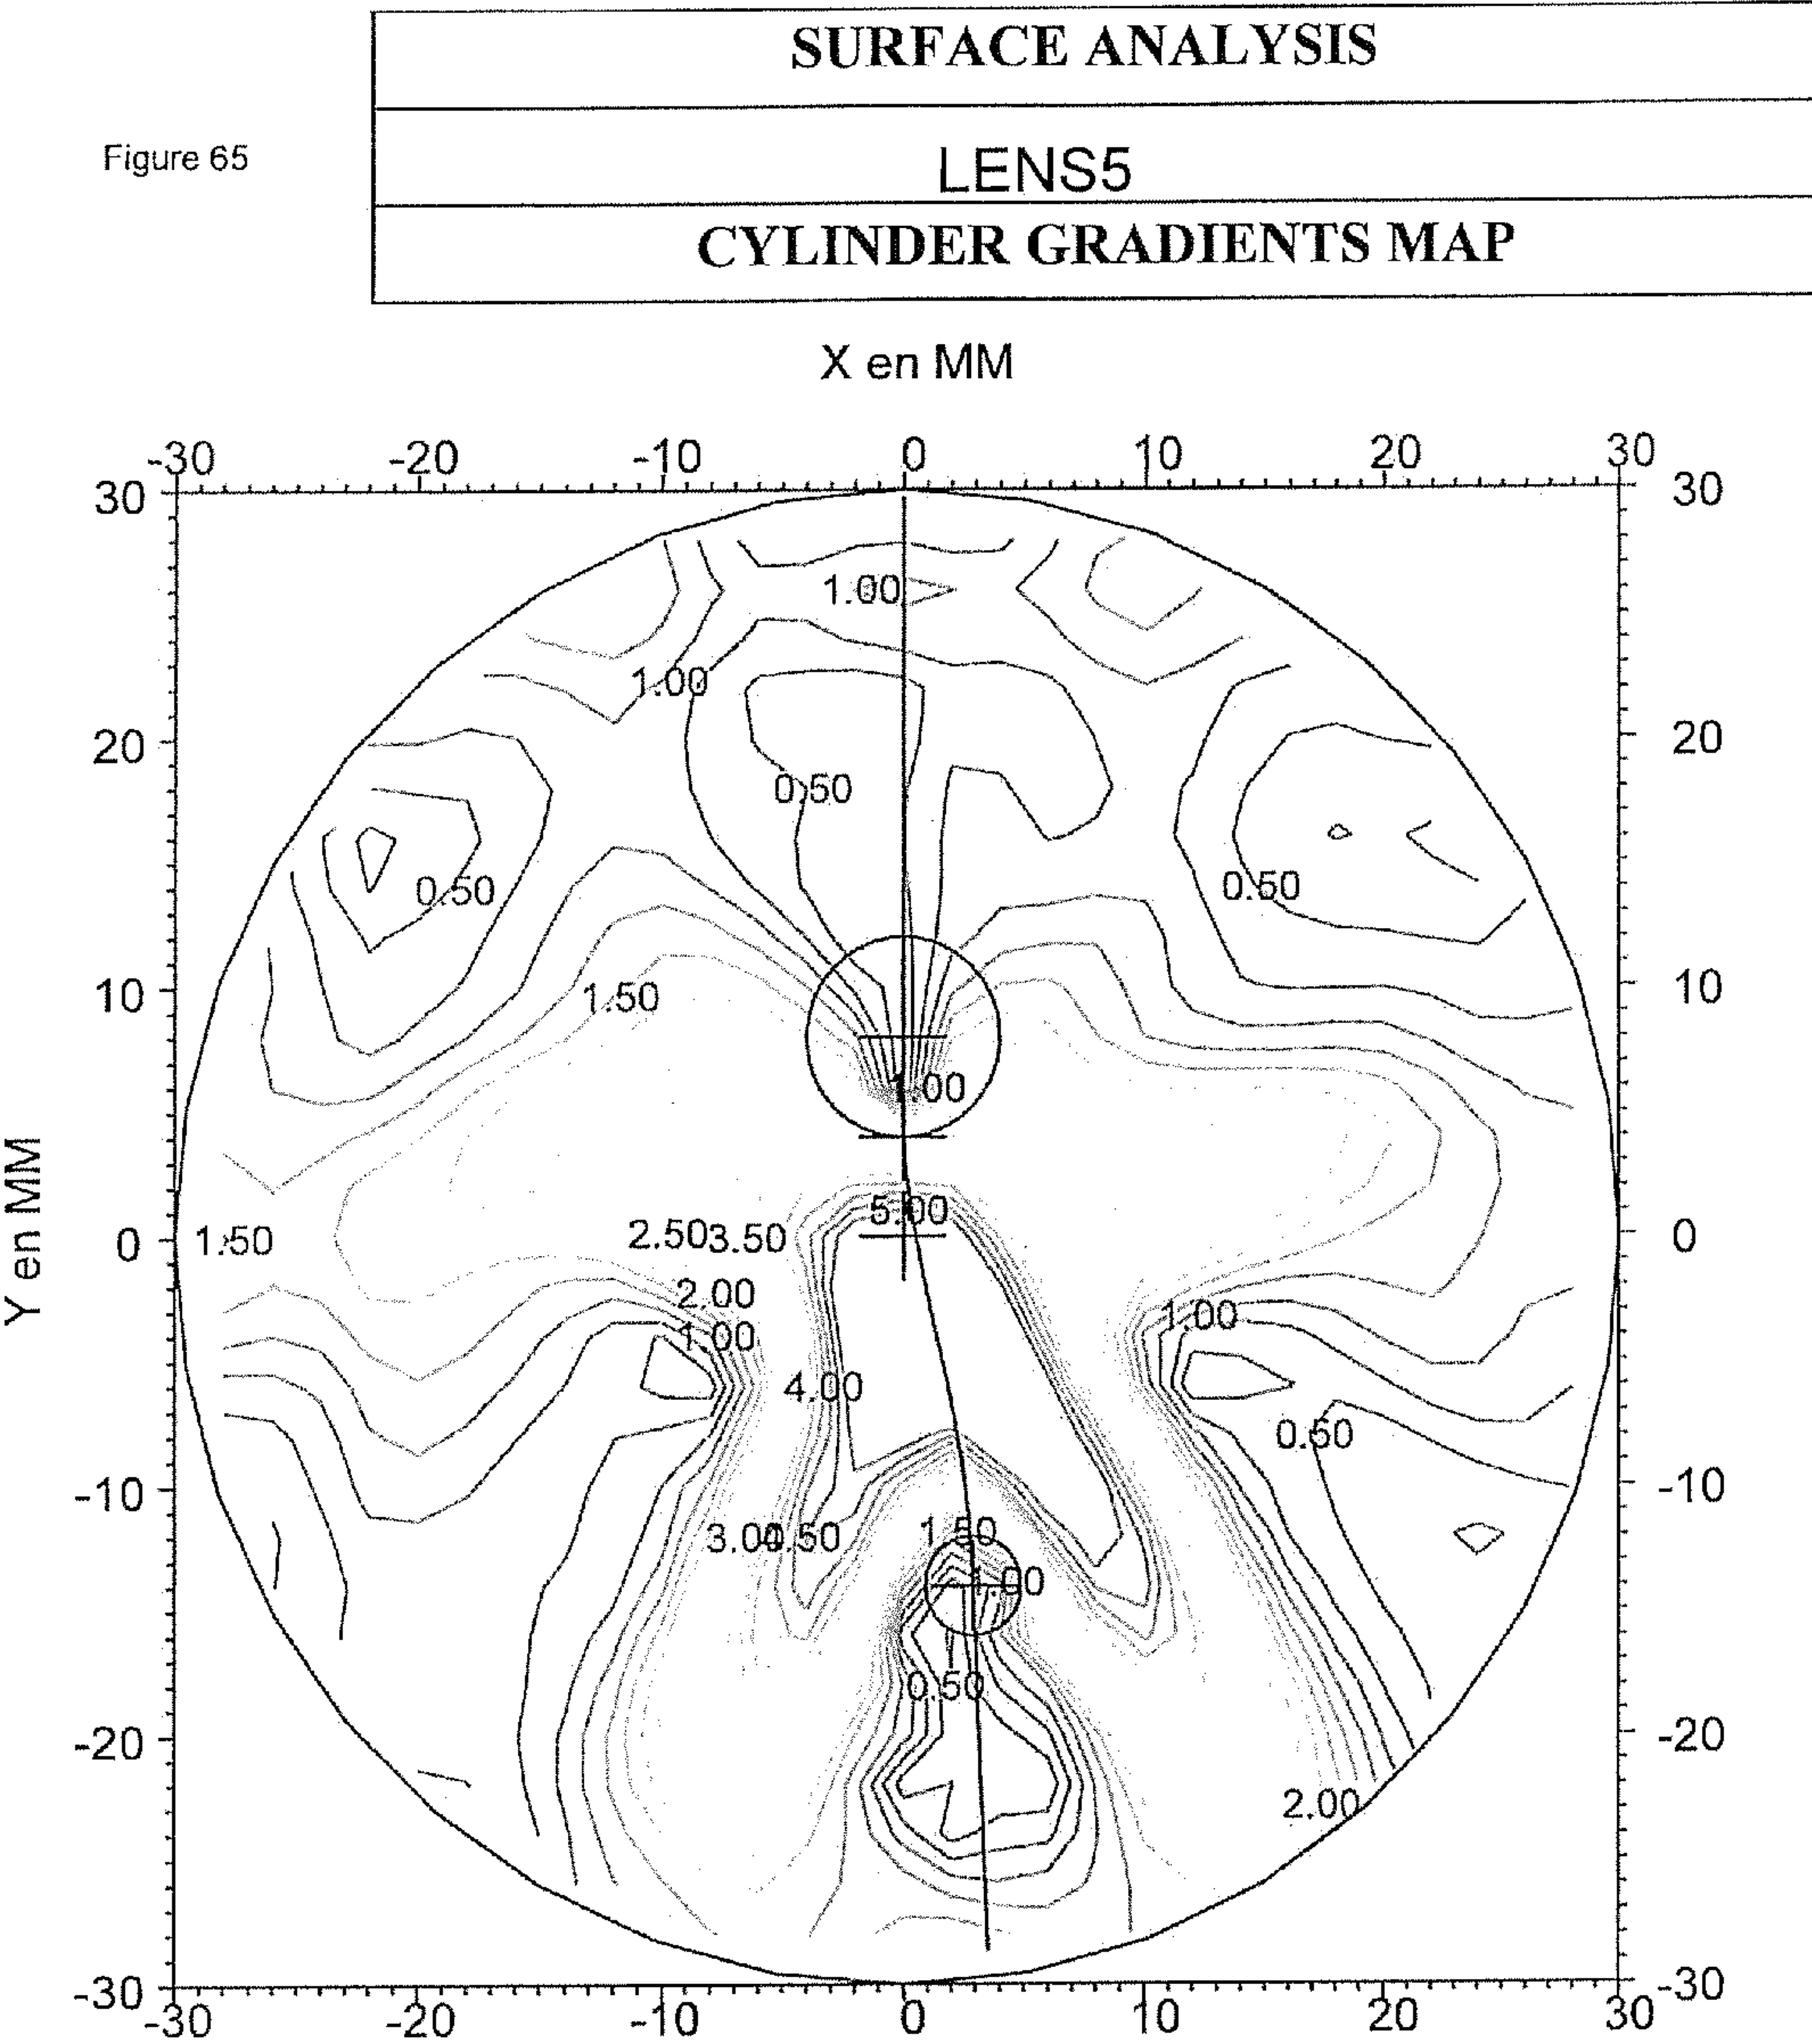 SURFACE ANALYSIS
Figure 65
LENS5
CYLINDER GRADIENTS MAP
X en MM
-30 -20 -10 0 10 20 30
30 30
1.00
1.00
20 20
0.50
0.50 0.50
10 1.50 10
1.00
5.00
Y en MM
0 1.50 2.50 3.50 0
2.00
1.00 1.00
4.00
0.50
-10 -10
3.00 4.50 1.50
1.00
0.50
-20 -20
2.00
-30 -30
-30 -20 -10 0 10 20 30